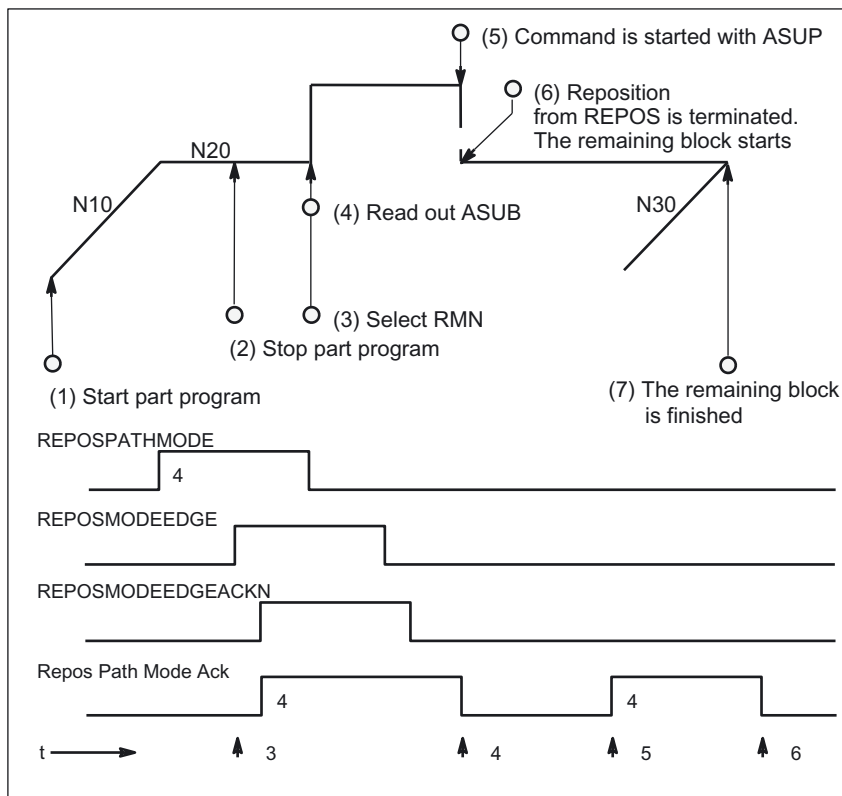 (5) Command is started with ASUP
(6) Reposition
from REPOS is terminated.
The remaining block starts
N20
N10
N30
(4) Read out ASUB
(3) Select RMN
(2) Stop part program
(1) Start part program
(7) The remaining block
is finished
REPOSPATHMODE
4
REPOSMODEEDGE
REPOSMODEEDGEACKN
Repos Path Mode Ack
4
4
t
3
4
5
6